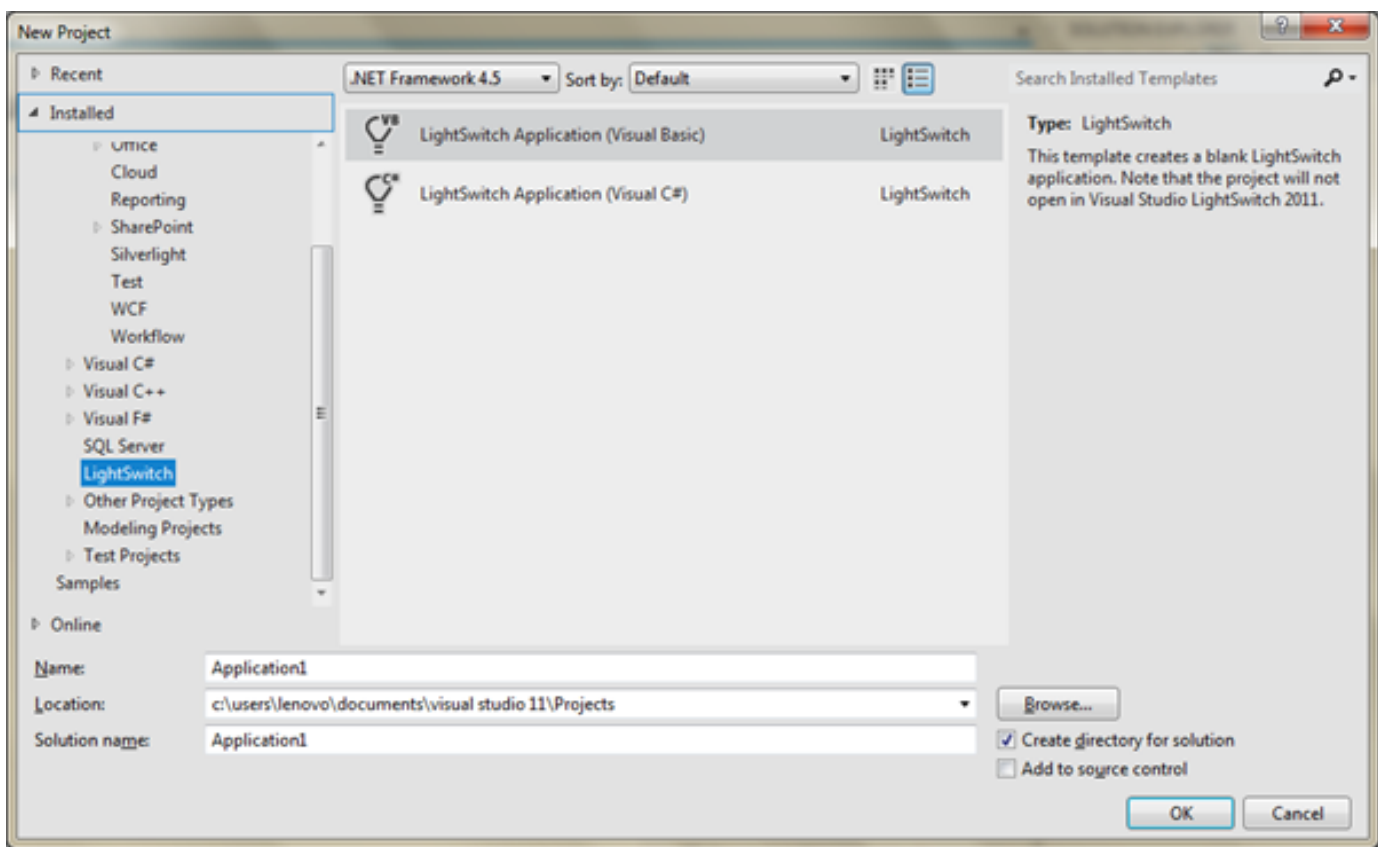 New Project
Recent
Installed
Office
Cloud
Reporting
SharePoint
Silverlight
Test
WCF
Workflow
Visual C#
Visual C++
Visual F#
SQL Server
LightSwitch
Other Project Types
Modeling Projects
Test Projects
Samples
Online
.NET Framework 4.5 Sort by: Default
VB LightSwitch Application (Visual Basic) LightSwitch
C# LightSwitch Application (Visual C#) LightSwitch
Search Installed Templates
Type: LightSwitch
This template creates a blank LightSwitch
application. Note that the project will not
open in Visual Studio LightSwitch 2011.
Name: Application1
Location: c:\users\lenovo\documents\visual studio 11\Projects
Browse...
Solution name: Application1
Create directory for solution
Add to source control
OK Cancel